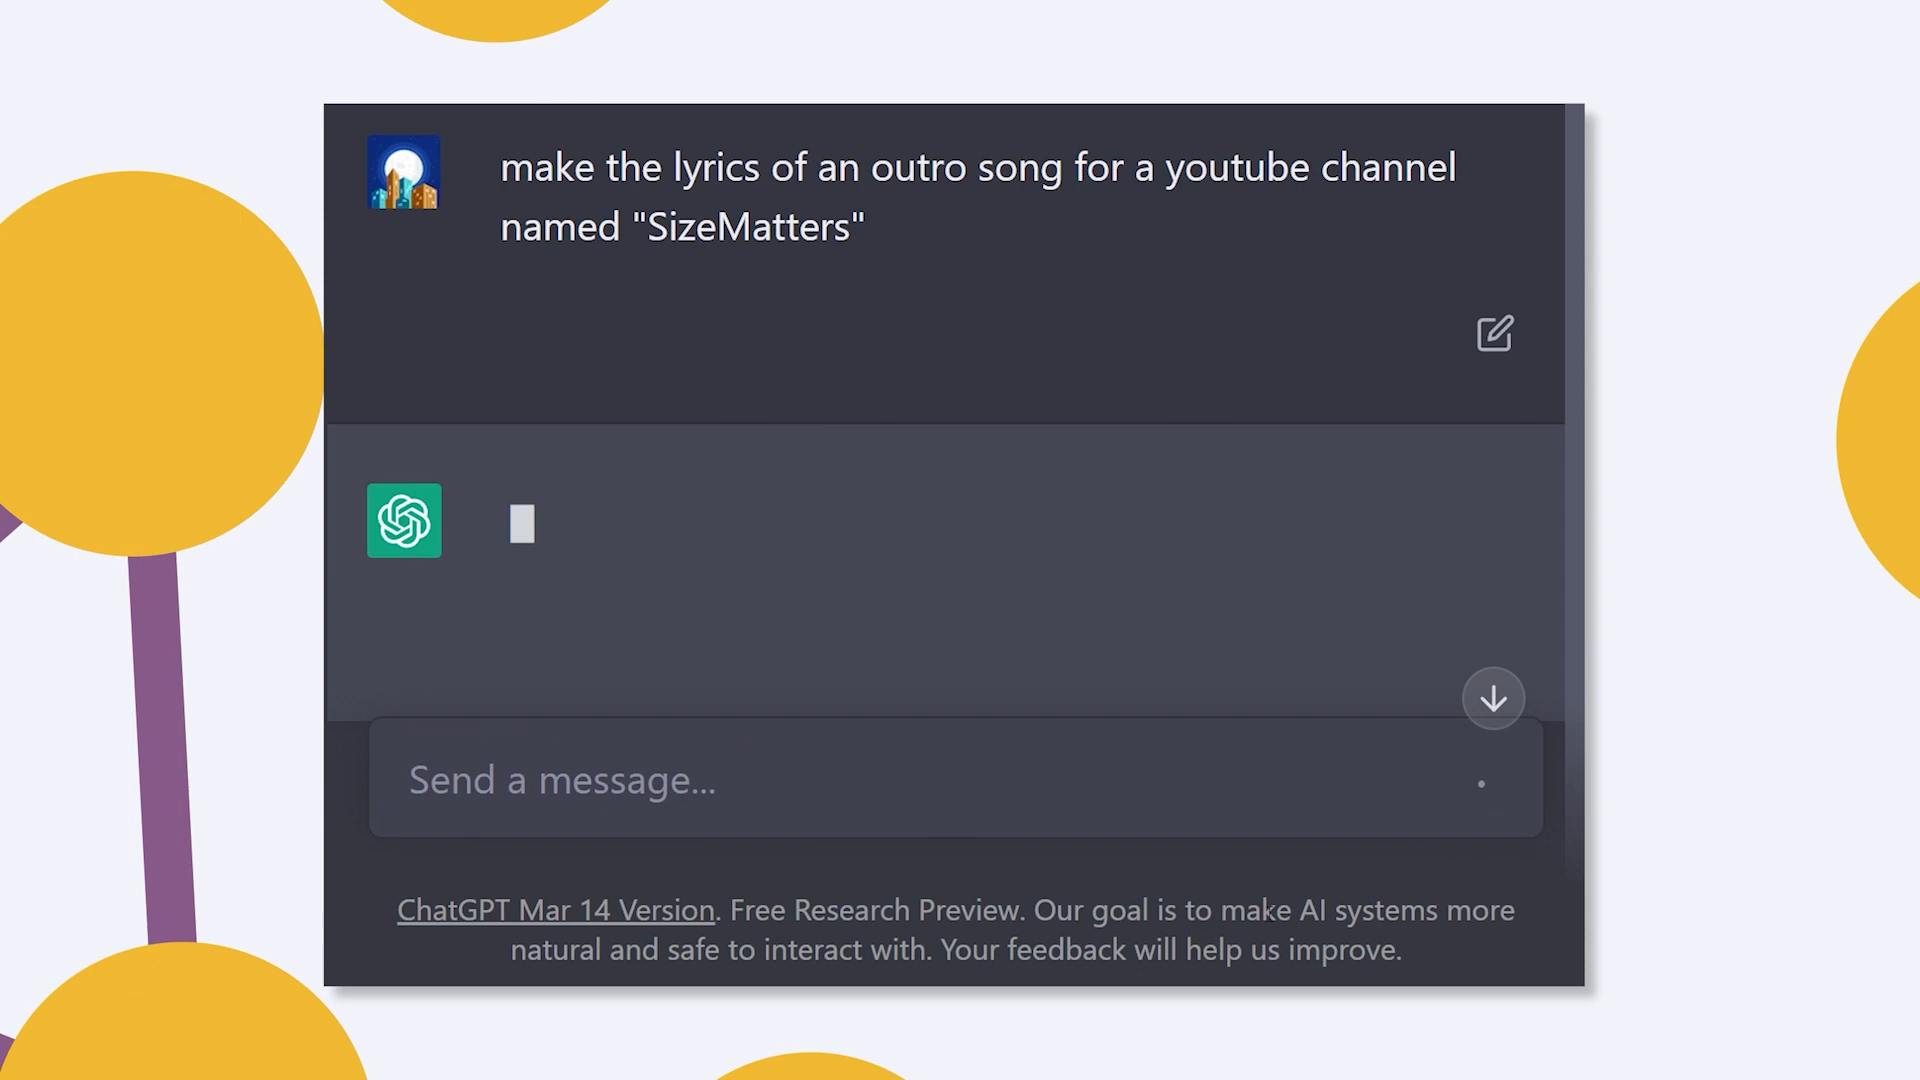 make the lyrics of an outro song for a youtube channel
named "SizeMatters"
Send a message...
ChatGPT Mar 14 Version. Free Research Preview. Our goal is to make AI systems more
natural and safe to interact with. Your feedback will help us improve.